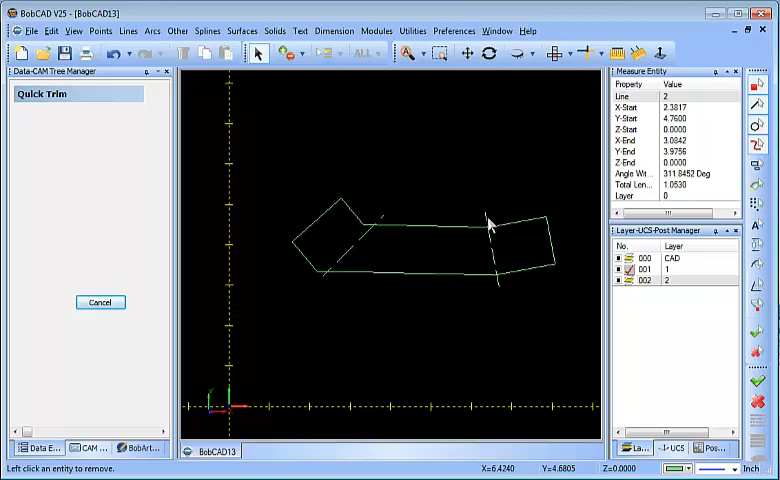 BobCAD V25 - [BobCAD13]
File Edit View Points Lines Arcs Other Splines Surfaces Solids Text Dimension Modules Utilities Preferences Window Help
ALL
Data-CAM Tree Manager
Quick Trim
Cancel
Data E... CAM ... BobArt...
Y
BobCAD13
Measure Entity
Property Value
Line 2
X-Start 2.3817
Y-Start 4.7600
Z-Start 0.0000
X-End 3.0842
Y-End 3.9756
Z-End 0.0000
Angle Wit... 311.8452 Deg
Total Len... 1.0530
Layer 0
Layer-UCS-Post Manager
No. Layer
000 CAD
001 1
002 2
La... UCS Pos...
Left click an entity to remove. X=6.4240 Y=4.6805 Z=0.0000 Inch